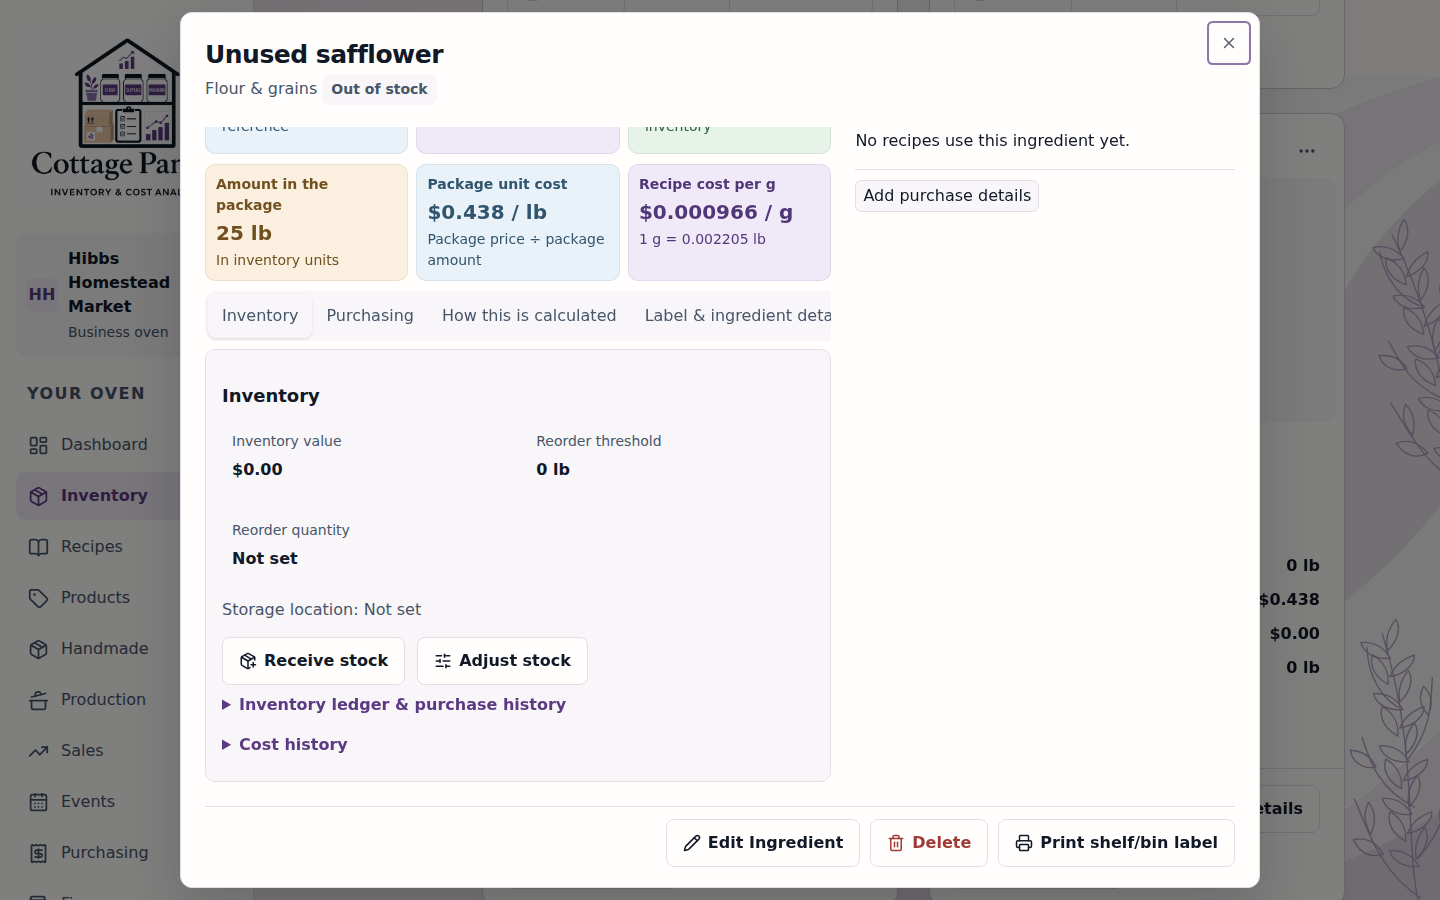 Unused safflower
Flour & grains Out of stock
reference
inventory
Amount in the
package
25 lb
In inventory units
Package unit cost
$0.438 / lb
Package price ÷ package
amount
Recipe cost per g
$0.000966 / g
1 g = 0.002205 lb
Inventory Purchasing How this is calculated Label & ingredient deta
Inventory
Inventory value
$0.00
Reorder threshold
0 lb
Reorder quantity
Not set
Storage location: Not set
Receive stock Adjust stock
Inventory ledger & purchase history
Cost history
No recipes use this ingredient yet.
Add purchase details
Edit Ingredient Delete Print shelf/bin label
Cottage Pan
INVENTORY & COST ANAL
HH
Hibbs
Homestead
Market
Business oven
YOUR OVEN
Dashboard
Inventory
Recipes
Products
Handmade
Production
Sales
Events
Purchasing
0 lb
$0.438
$0.00
0 lb
etails